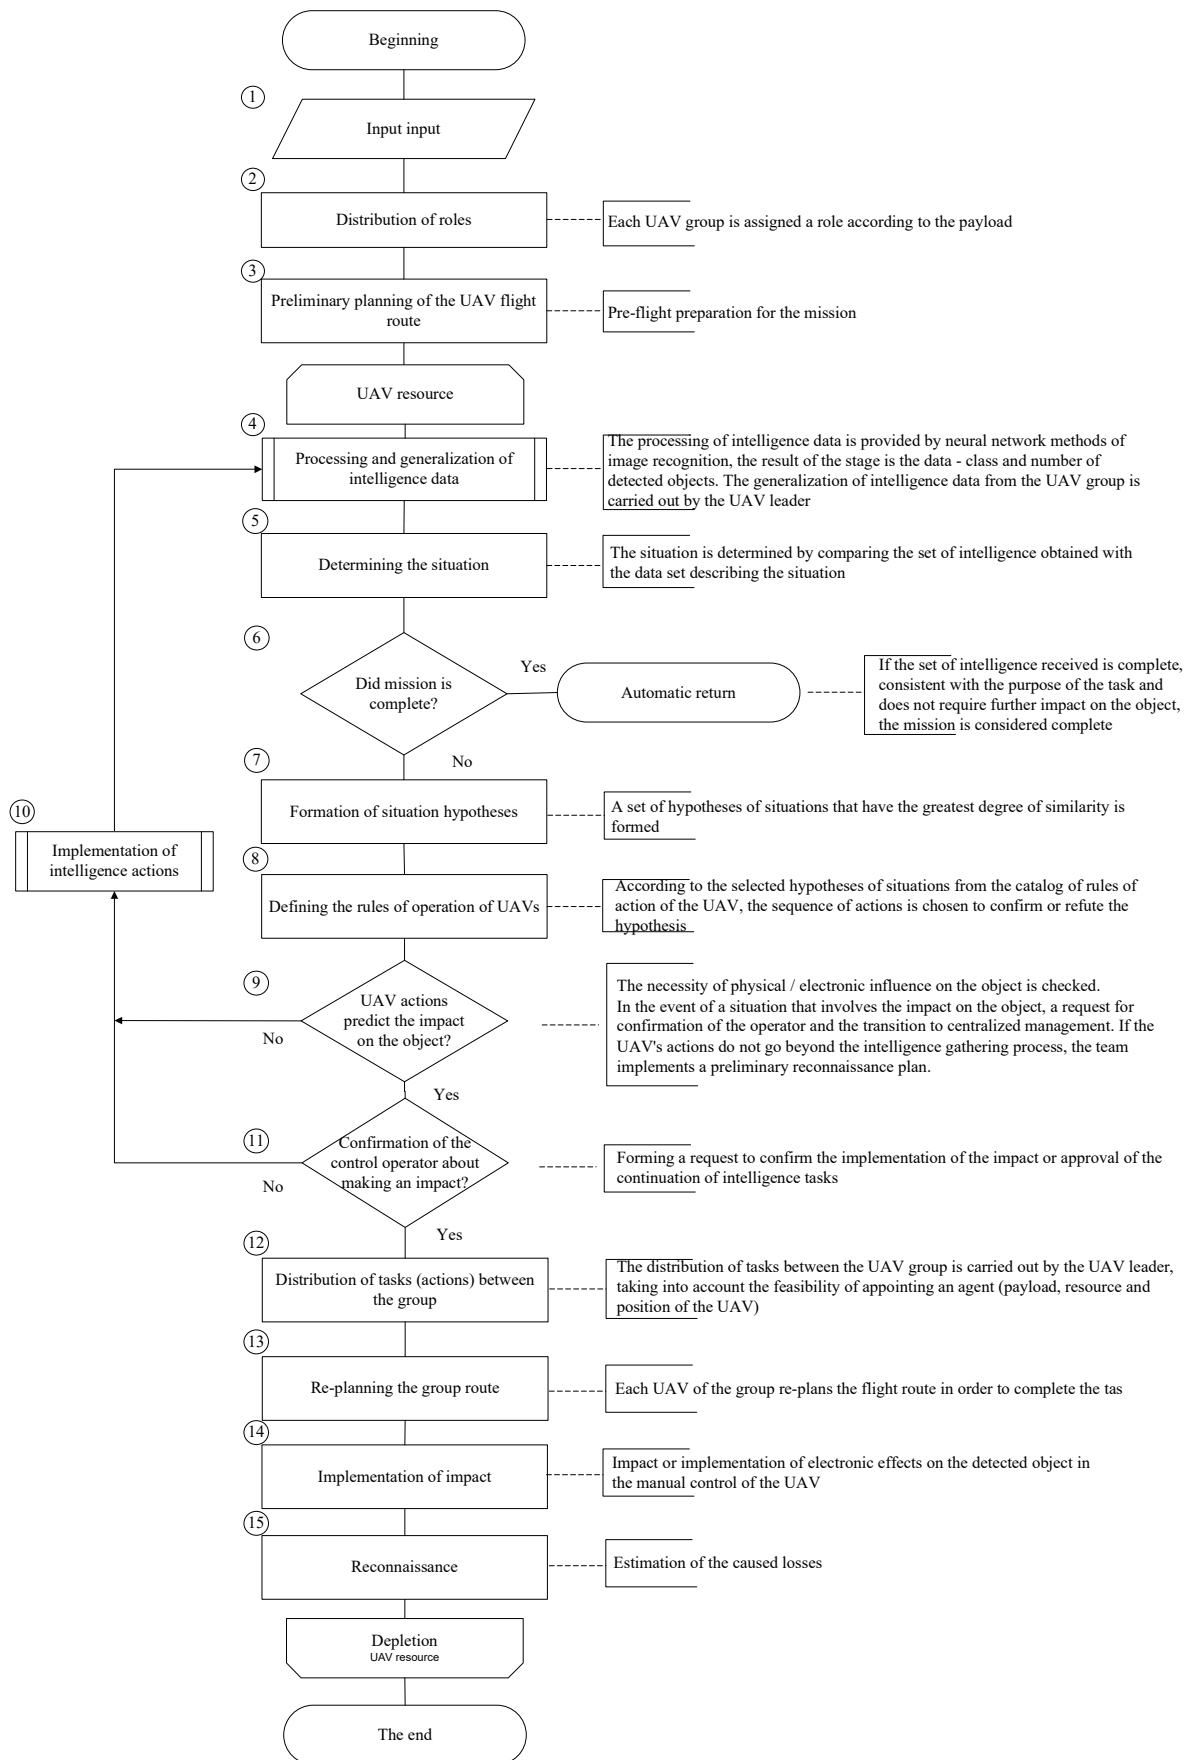 Beginning
1
Input input
2
Distribution of roles
Each UAV group is assigned a role according to the payload
3
Preliminary planning of the UAV flight
route
Pre-flight preparation for the mission
UAV resource
4
Processing and generalization of
intelligence data
The processing of intelligence data is provided by neural network methods of
image recognition, the result of the stage is the data - class and number of
detected objects. The generalization of intelligence data from the UAV group is
carried out by the UAV leader
5
Determining the situation
The situation is determined by comparing the set of intelligence obtained with
the data set describing the situation
6
Did mission is
complete?
Yes
Automatic return
If the set of intelligence received is complete,
consistent with the purpose of the task and
does not require further impact on the object,
the mission is considered complete
No
7
Formation of situation hypotheses
A set of hypotheses of situations that have the greatest degree of similarity is
formed
10
Implementation of
intelligence actions
8
Defining the rules of operation of UAVs
According to the selected hypotheses of situations from the catalog of rules of
action of the UAV, the sequence of actions is chosen to confirm or refute the
hypothesis
9
UAV actions
predict the impact
on the object?
No
Yes
The necessity of physical / electronic influence on the object is checked.
In the event of a situation that involves the impact on the object, a request for
confirmation of the operator and the transition to centralized management. If the
UAV's actions do not go beyond the intelligence gathering process, the team
implements a preliminary reconnaissance plan.
11
Confirmation of the
control operator about
making an impact?
No
Yes
Forming a request to confirm the implementation of the impact or approval of the
continuation of intelligence tasks
12
Distribution of tasks (actions) between
the group
The distribution of tasks between the UAV group is carried out by the UAV leader,
taking into account the feasibility of appointing an agent (payload, resource and
position of the UAV)
13
Re-planning the group route
Each UAV of the group re-plans the flight route in order to complete the tas
14
Implementation of impact
Impact or implementation of electronic effects on the detected object in
the manual control of the UAV
15
Reconnaissance
Estimation of the caused losses
Depletion
UAV resource
The end